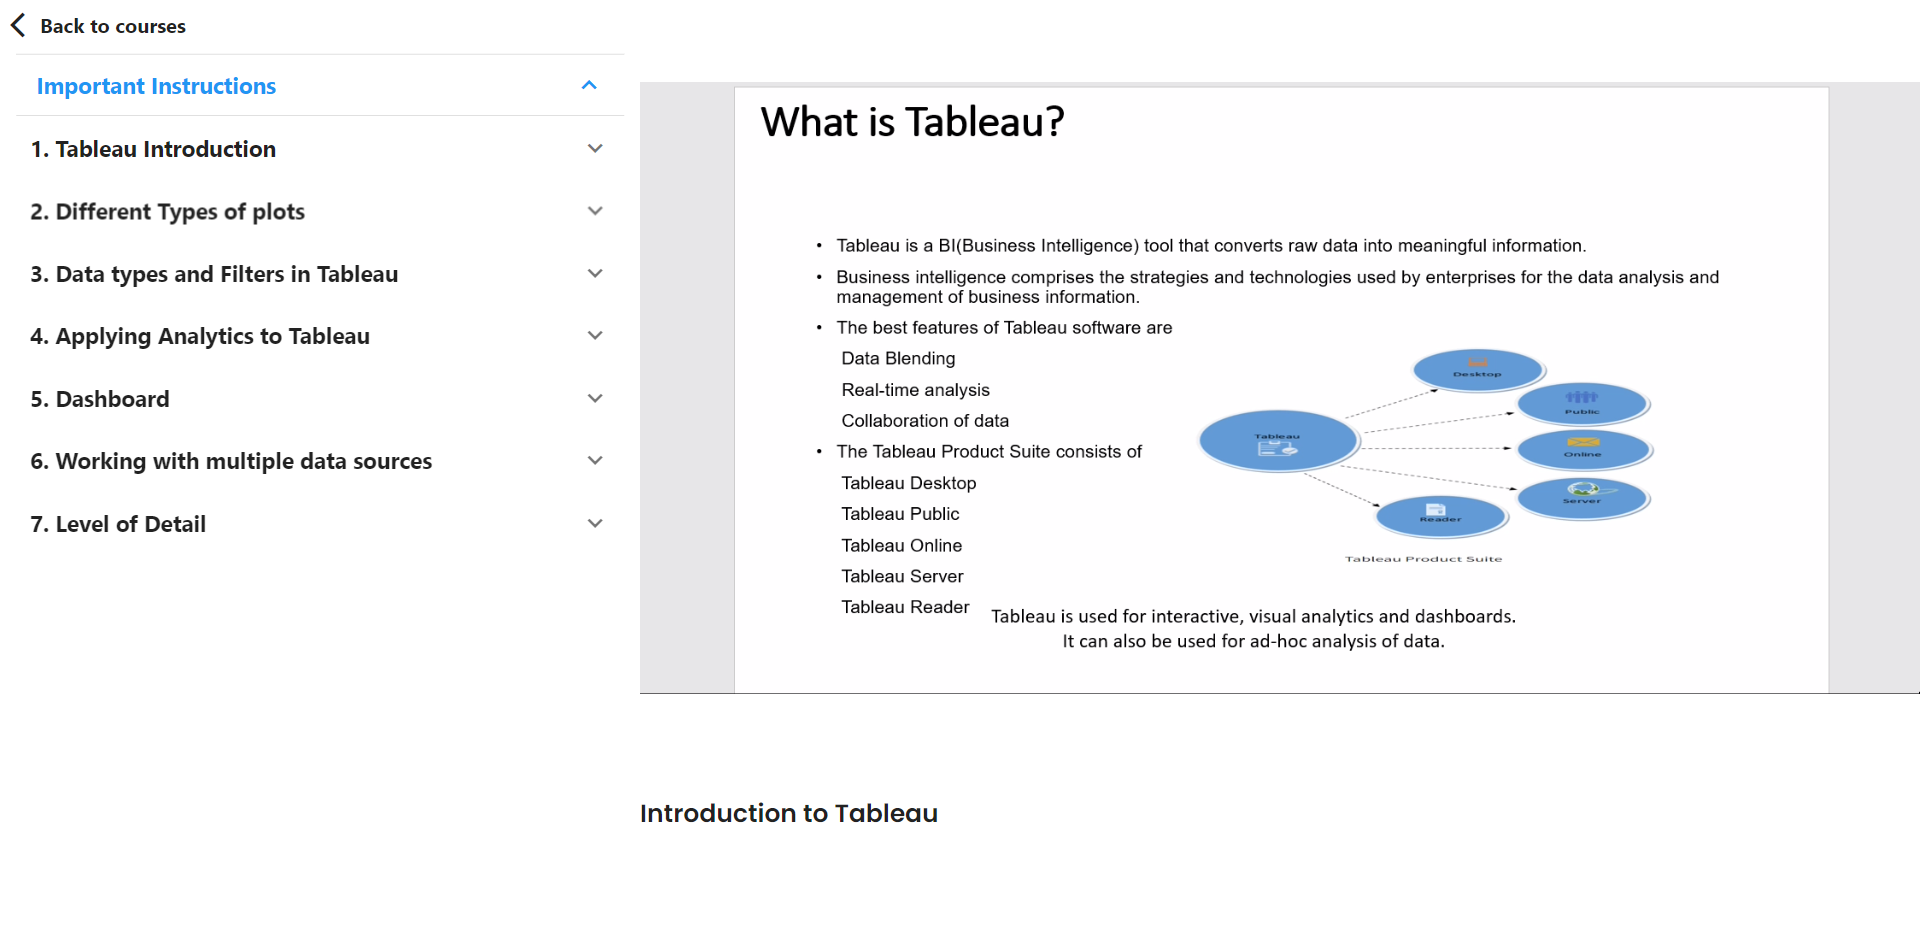 Back to courses
Important Instructions
1. Tableau Introduction
2. Different Types of plots
3. Data types and Filters in Tableau
4. Applying Analytics to Tableau
5. Dashboard
6. Working with multiple data sources
7. Level of Detail
What is Tableau?
• Tableau is a BI(Business Intelligence) tool that converts raw data into meaningful information.
• Business intelligence comprises the strategies and technologies used by enterprises for the data analysis and
management of business information.
• The best features of Tableau software are
Data Blending
Real-time analysis
Collaboration of data
• The Tableau Product Suite consists of
Tableau Desktop
Tableau Public
Tableau Online
Tableau Server
Tableau Reader
Tableau
Desktop
Public
Online
Server
Reader
Tableau Product Suite
Tableau is used for interactive, visual analytics and dashboards.
It can also be used for ad-hoc analysis of data.
Introduction to Tableau